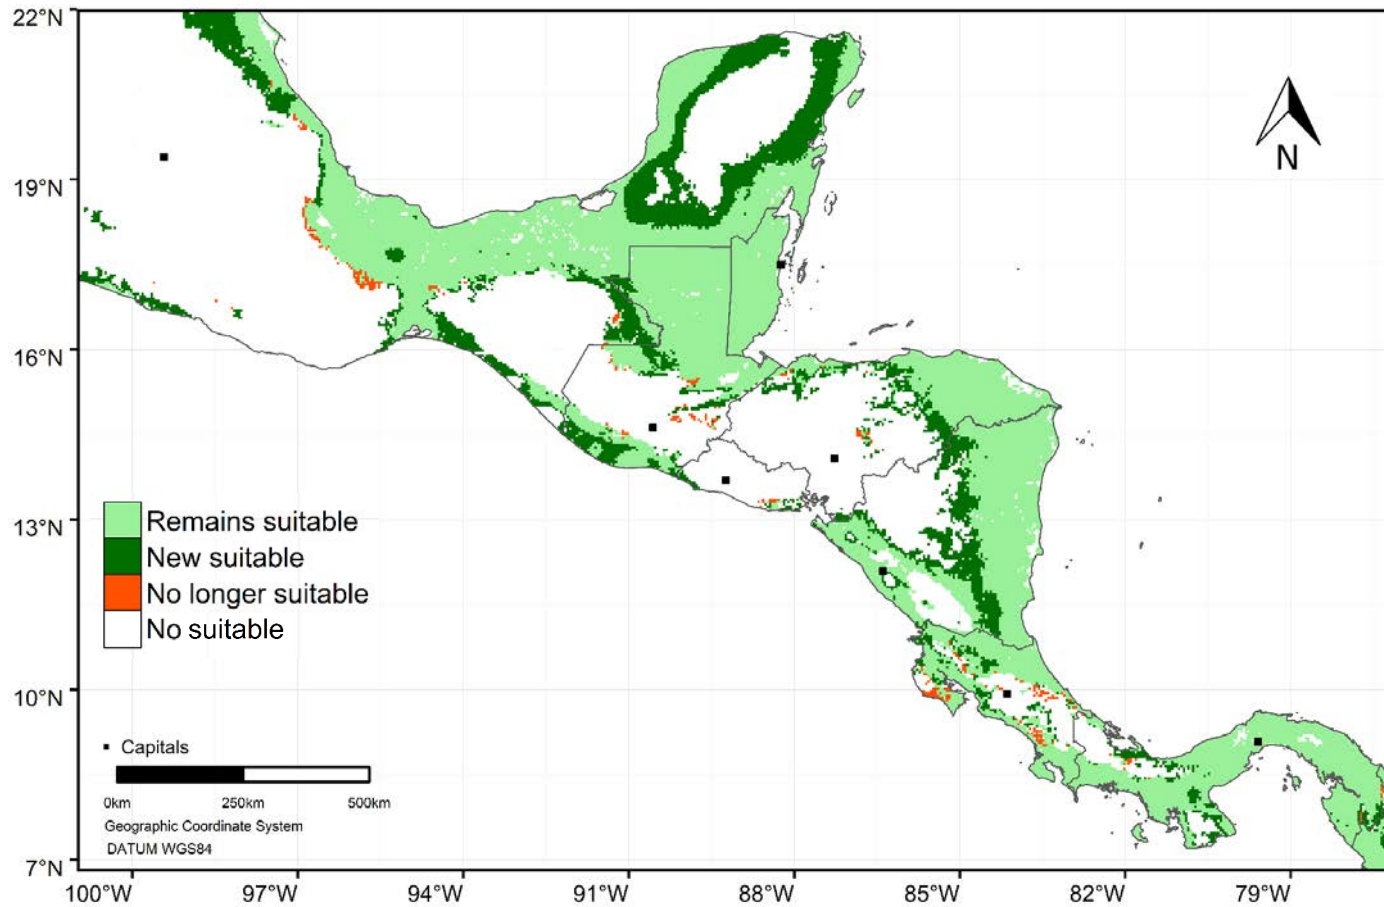 22°N
19°N
16°N
13°N
10°N
7°N
N
Remains suitable
New suitable
No longer suitable
No suitable
Capitals
0km 250km 500km
Geographic Coordinate System
DATUM WGS84
100°W 97°W 94°W 91°W 88°W 85°W 82°W 79°W